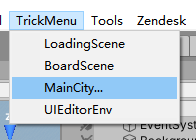 TrickMenu Tools Zendesk
LoadingScene
BoardScene
MainCity...
UIEditorEnv